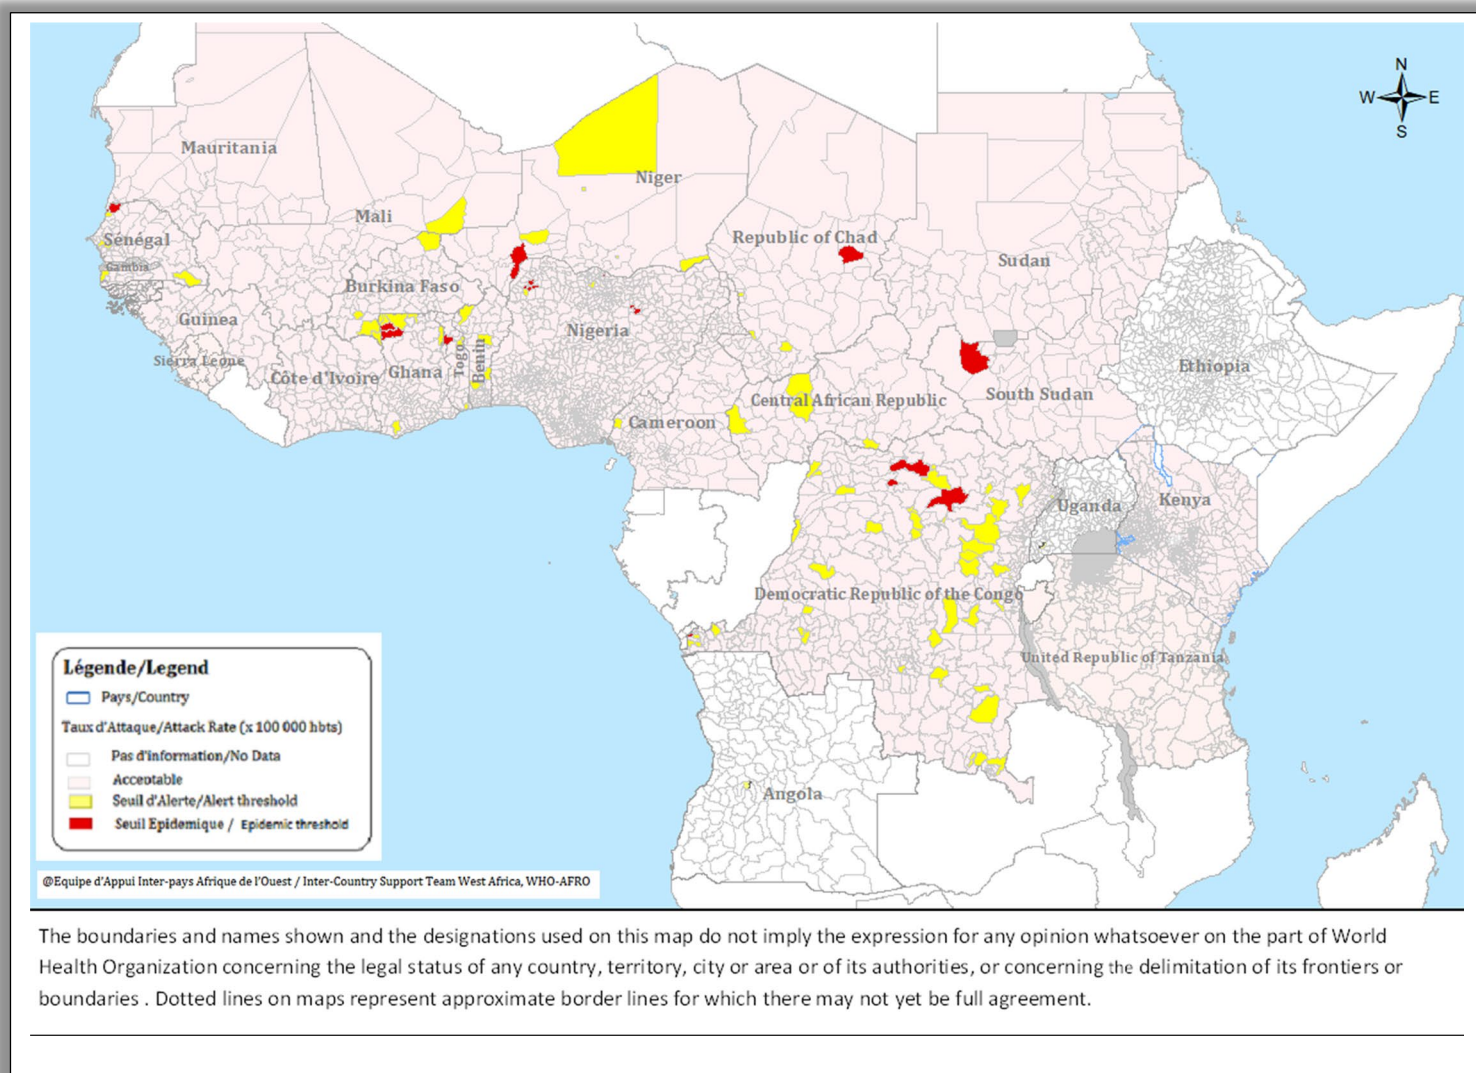 N
W E
S
Mauritania
Niger
Mali
Sénégal
Republic of Chad
Sudan
Gambia
Burkina Faso
Guinea
Nigeria
Sierra Leone
Côte d'Ivoire
Ghana
Togo
Benin
Ethiopia
Central African Republic
South Sudan
Cameroon
Uganda
Kenya
Democratic Republic of the Congo
United Republic of Tanzania
Angola
Légende/Legend
Pays/Country
Taux d'Attaque/Attack Rate (x 100 000 hbts)
Pas d'information/No Data
Acceptable
Seuil d'Alerte/Alert threshold
Seuil Epidemique / Epidemic threshold
@Equipe d'Appui Inter-pays Afrique de l'Ouest / Inter-Country Support Team West Africa, WHO-AFRO
The boundaries and names shown and the designations used on this map do not imply the expression for any opinion whatsoever on the part of World
Health Organization concerning the legal status of any country, territory, city or area or of its authorities, or concerning the delimitation of its frontiers or
boundaries . Dotted lines on maps represent approximate border lines for which there may not yet be full agreement.